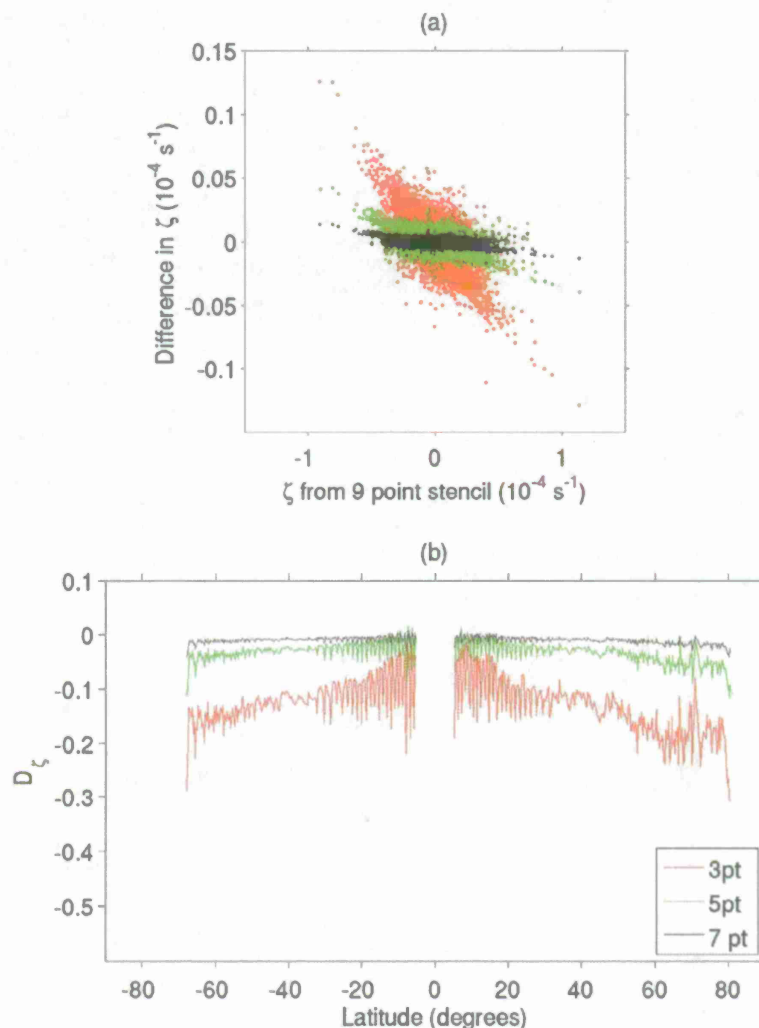 (a)
0.15
0.1
0.05
0
-0.05
-0.1
Difference in ζ (10⁻⁴ s⁻¹)
-1 0 1
ζ from 9 point stencil (10⁻⁴ s⁻¹)
(b)
0.1
0
-0.1
-0.2
-0.3
-0.4
-0.5
D_ζ
3pt
5pt
7 pt
-80 -60 -40 -20 0 20 40 60 80
Latitude (degrees)